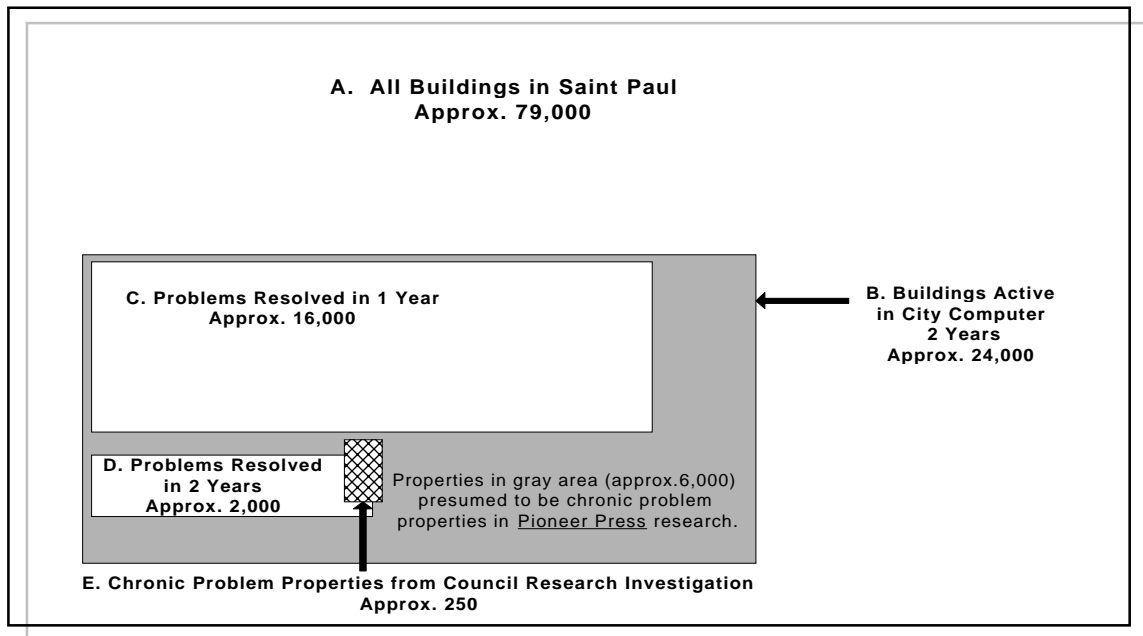 A. All Buildings in Saint Paul
Approx. 79,000
C. Problems Resolved in 1 Year
Approx. 16,000
B. Buildings Active
in City Computer
2 Years
Approx. 24,000
D. Problems Resolved
in 2 Years
Approx. 2,000
Properties in gray area (approx.6,000)
presumed to be chronic problem
properties in Pioneer Press research.
E. Chronic Problem Properties from Council Research Investigation
Approx. 250